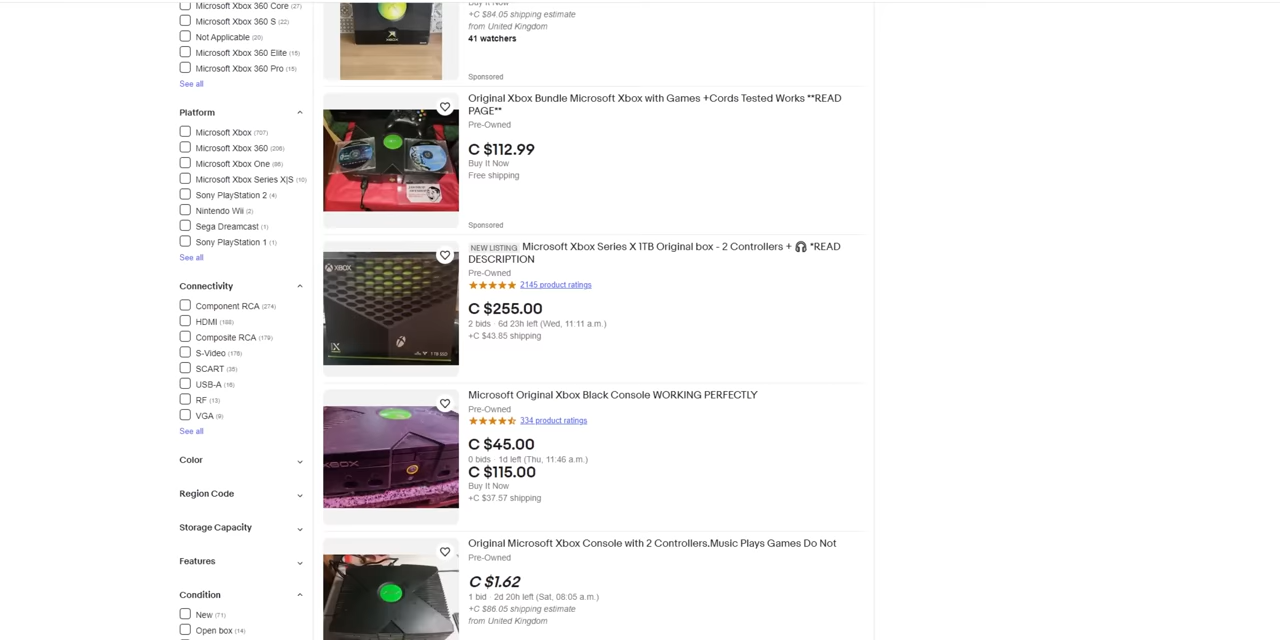 Microsoft Xbox 360 Core (27)
Microsoft Xbox 360 S (22)
Not Applicable (20)
Microsoft Xbox 360 Elite (15)
Microsoft Xbox 360 Pro (15)
See all
Platform
Microsoft Xbox (707)
Microsoft Xbox 360 (206)
Microsoft Xbox One (86)
Microsoft Xbox Series X|S (10)
Sony PlayStation 2 (4)
Nintendo Wii (2)
Sega Dreamcast (1)
Sony PlayStation 1 (1)
See all
Connectivity
Component RCA (274)
HDMI (188)
Composite RCA (179)
S-Video (176)
SCART (35)
USB-A (16)
RF (13)
VGA (9)
See all
Color
Region Code
Storage Capacity
Features
Condition
New (71)
Open box (14)
Buy It Now
+C $84.05 shipping estimate
from United Kingdom
41 watchers
Sponsored
XBOX
Original Xbox Bundle Microsoft Xbox with Games +Cords Tested Works **READ
PAGE**
Pre-Owned
C $112.99
Buy It Now
Free shipping
Sponsored
NEW LISTING Microsoft Xbox Series X 1TB Original box - 2 Controllers + 🎧 *READ
DESCRIPTION
Pre-Owned
2145 product ratings
C $255.00
2 bids · 6d 23h left (Wed, 11:11 a.m.)
+C $43.85 shipping
XBOX
Microsoft Original Xbox Black Console WORKING PERFECTLY
Pre-Owned
334 product ratings
C $45.00
0 bids · 1d left (Thu, 11:46 a.m.)
C $115.00
Buy It Now
+C $37.57 shipping
XBOX
Original Microsoft Xbox Console with 2 Controllers.Music Plays Games Do Not
Pre-Owned
C $1.62
1 bid · 2d 20h left (Sat, 08:05 a.m.)
+C $86.05 shipping estimate
from United Kingdom